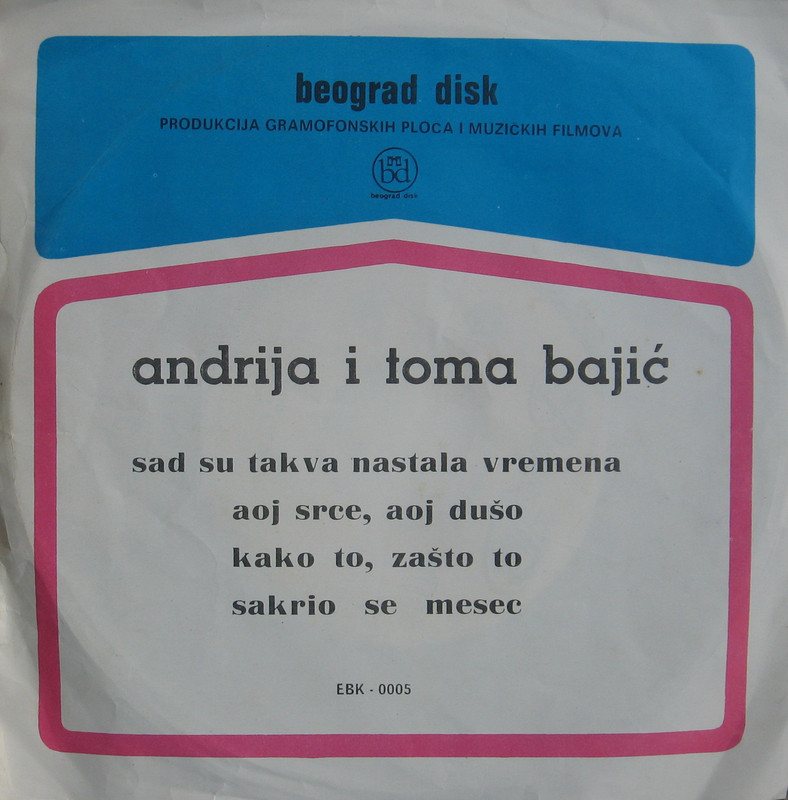 beograd disk
PRODUKCIJA GRAMOFONSKIH PLOCA I MUZICKIH FILMOVA
bd
beograd disk
andrija i toma bajić
sad su takva nastala vremena
aoj srce, aoj dušo
kako to, zašto to
sakrio se mesec
EBK - 0005